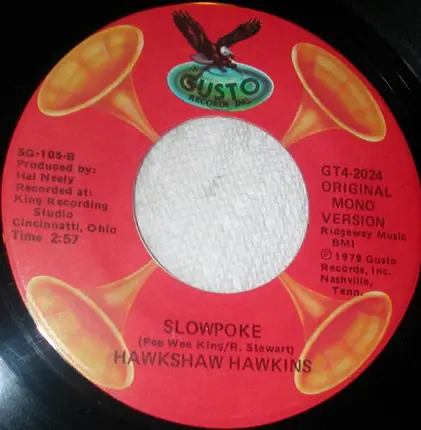 GUSTO
RECORDS INC.
SG-105-B
Produced by:
Hal Neely
Recorded at:
King Recording
Studio
Cincinnatti, Ohio
Time 2:57
GT4-2024
ORIGINAL
MONO
VERSION
Ridgeway Music
BMI
℗ 1979 Gusto
Records, Inc.
Nashville,
Tenn.
SLOWPOKE
(Pee Wee King/R. Stewart)
HAWKSHAW HAWKINS